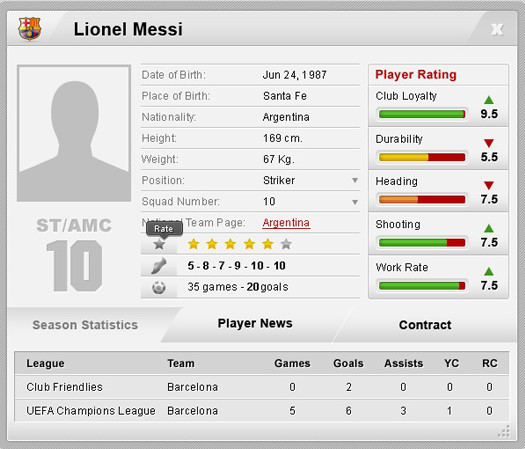 Lionel Messi
X
Date of Birth: Jun 24, 1987
Place of Birth: Santa Fe
Nationality: Argentina
Height: 169 cm.
Weight: 67 Kg.
Position: Striker
Squad Number: 10
National Team Page: Argentina
Rate
5 - 8 - 7 - 9 - 10 - 10
35 games - 20 goals
ST/AMC
10
Player Rating
Club Loyalty
9.5
Durability
5.5
Heading
7.5
Shooting
7.5
Work Rate
7.5
Season Statistics Player News Contract
League Team Games Goals Assists YC RC
Club Friendlies Barcelona 0 2 0 0 0
UEFA Champions League Barcelona 5 6 3 1 0